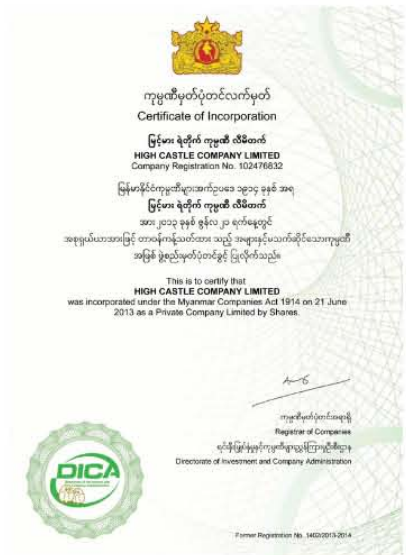 ကုမ္ပဏီမှတ်ပုံတင်လက်မှတ်
Certificate of Incorporation
မြင့်မား ရဲတိုက် ကုမ္ပဏီ လီမိတက်
HIGH CASTLE COMPANY LIMITED
Company Registration No. 102476832
မြန်မာနိုင်ငံကုမ္ပဏီများအက်ဥပဒေ ၁၉၁၄ ခုနှစ် အရ
မြင့်မား ရဲတိုက် ကုမ္ပဏီ လီမိတက်
အား ၂၀၁၃ ခုနှစ် ဇွန်လ ၂၁ ရက်နေ့တွင်
အစုရှယ်ယာအားဖြင့် တာဝန်ကန့်သတ်ထား သည့် အများနှင့်မသက်ဆိုင်သောကုမ္ပဏီ
အဖြစ် ဖွဲ့စည်းမှတ်ပုံတင်ခွင့် ပြုလိုက်သည်။
This is to certify that
HIGH CASTLE COMPANY LIMITED
was incorporated under the Myanmar Companies Act 1914 on 21 June
2013 as a Private Company Limited by Shares.
ကုမ္ပဏီမှတ်ပုံတင်အရာရှိ
Registrar of Companies
ရင်းနှီးမြှုပ်နှံမှုနှင့်ကုမ္ပဏီများညွှန်ကြားမှုဦးစီးဌာန
Directorate of Investment and Company Administration
DICA
Former Registration No. 1402/2013-2014